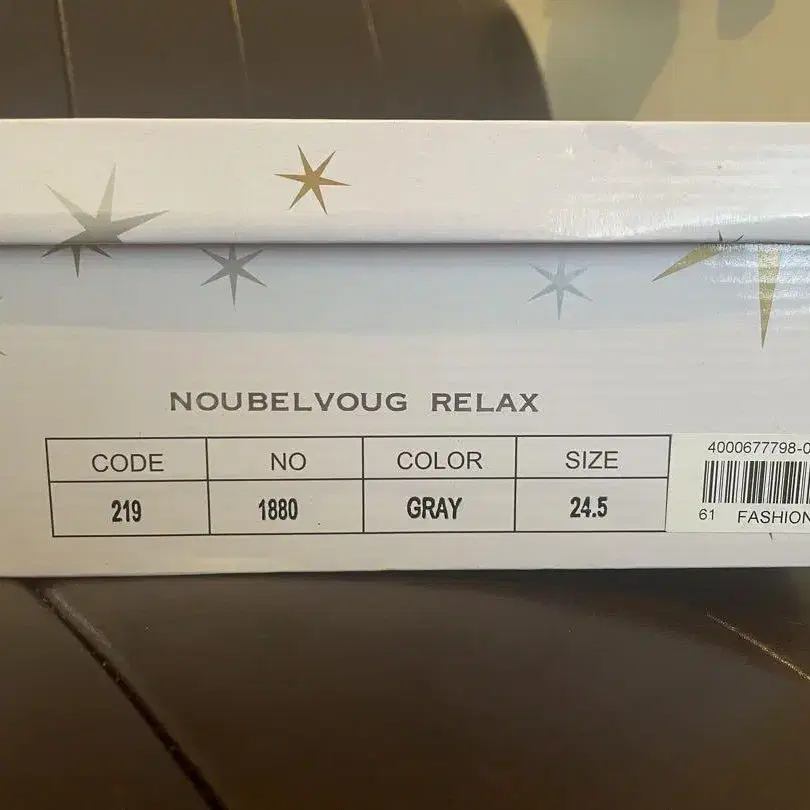 NOUBELVOUG RELAX
CODE NO COLOR SIZE
219 1880 GRAY 24.5
4000677798-0
61 FASHION